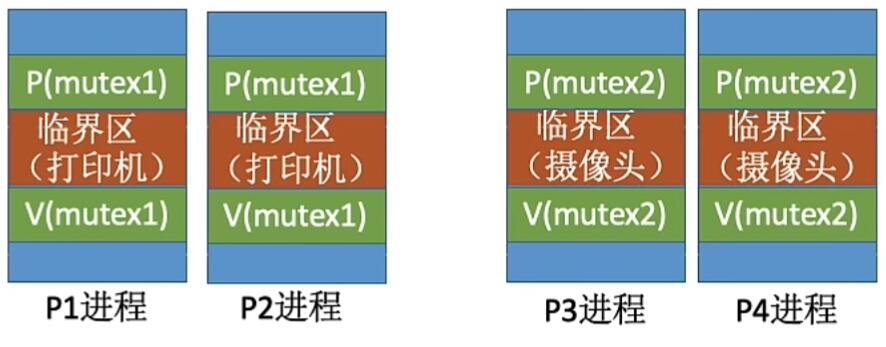 P(mutex1)
临界区
（打印机）
V(mutex1)
P1进程
P(mutex1)
临界区
（打印机）
V(mutex1)
P2进程
P(mutex2)
临界区
（摄像头）
V(mutex2)
P3进程
P(mutex2)
临界区
（摄像头）
V(mutex2)
P4进程